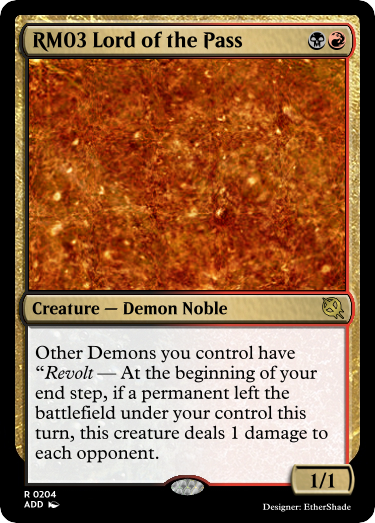 RM03 Lord of the Pass
Creature — Demon Noble
Other Demons you control have
“Revolt — At the beginning of your
end step, if a permanent left the
battlefield under your control this
turn, this creature deals 1 damage to
each opponent.
1/1
R 0204
ADD
Designer: EtherShade